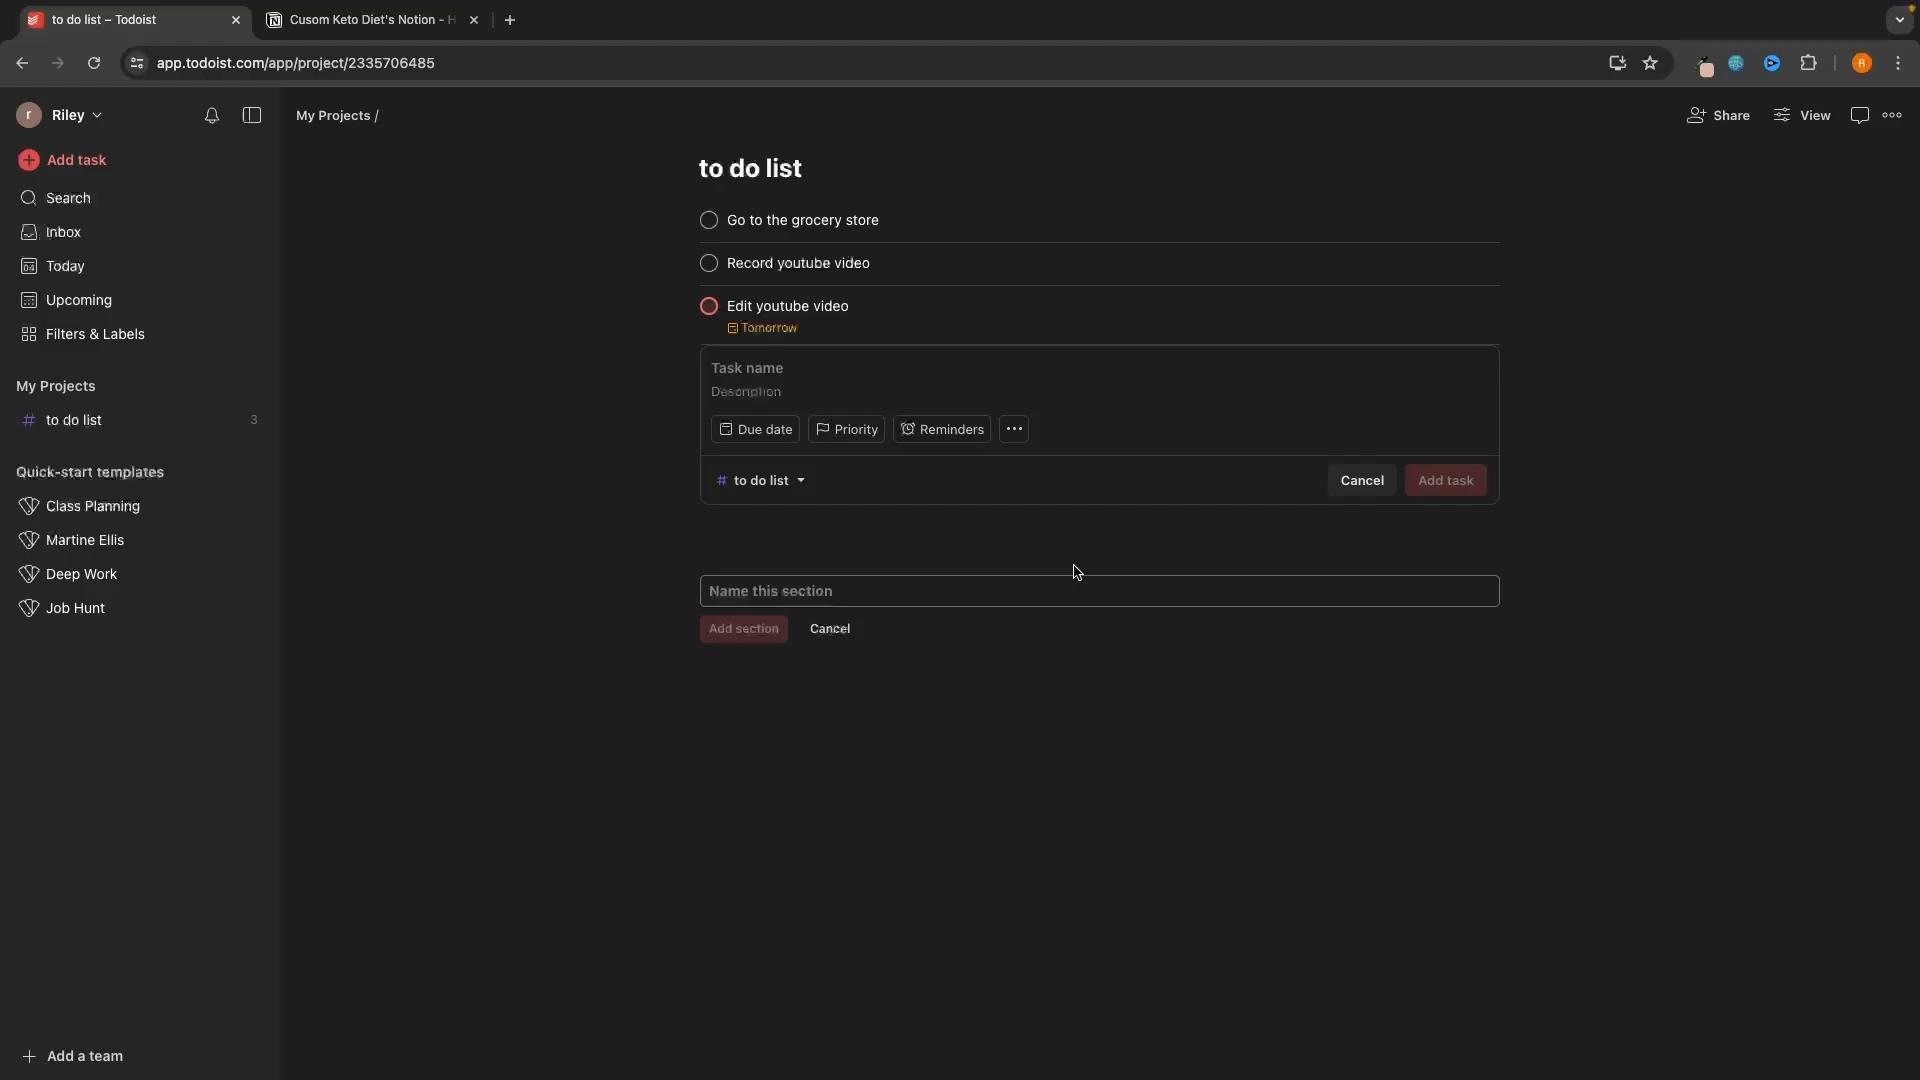 to do list – Todoist
Cusom Keto Diet's Notion - H
app.todoist.com/app/project/2335706485
R
r
Riley
My Projects /
Share
View
Add task
Search
Inbox
04
Today
Upcoming
Filters & Labels
My Projects
# to do list 3
Quick-start templates
Class Planning
Martine Ellis
Deep Work
Job Hunt
Add a team
to do list
Go to the grocery store
Record youtube video
Edit youtube video
Tomorrow
Task name
Description
Due date
Priority
Reminders
# to do list
Cancel
Add task
Name this section
Add section
Cancel